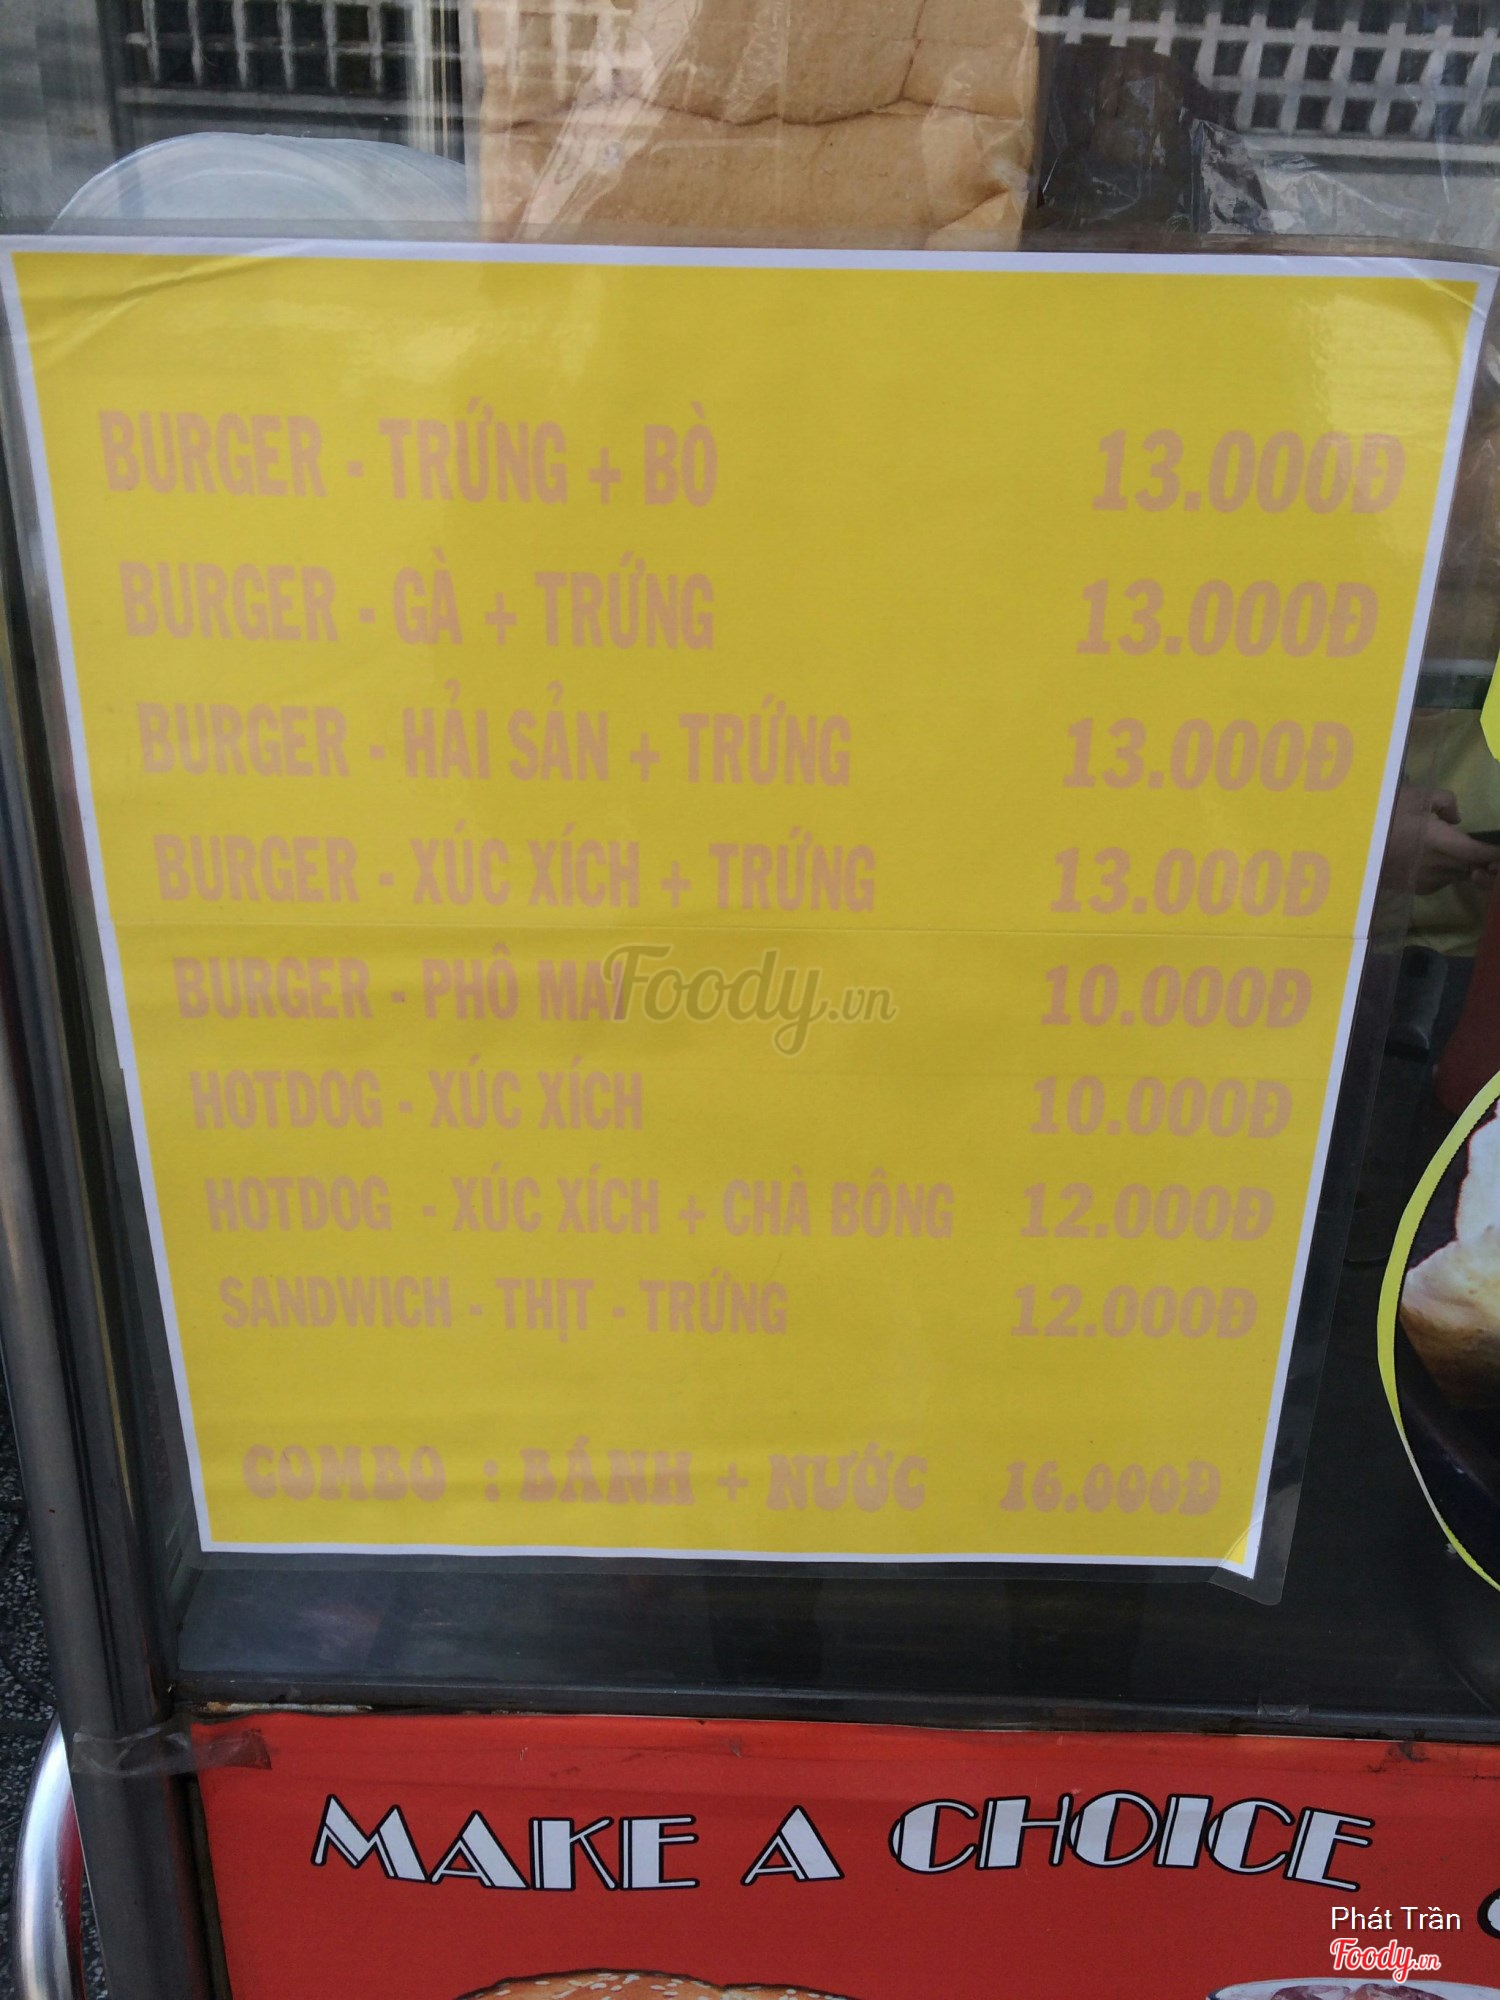 BURGER - TRỨNG + BÒ 13.000Đ
BURGER - GÀ + TRỨNG 13.000Đ
BURGER - HẢI SẢN + TRỨNG 13.000Đ
BURGER - XÚC XÍCH + TRỨNG 13.000Đ
BURGER - PHÔ MAI 10.000Đ
Foody.vn
HOTDOG - XÚC XÍCH 10.000Đ
HOTDOG - XÚC XÍCH + CHÀ BÔNG 12.000Đ
SANDWICH - THỊT - TRỨNG 12.000Đ
COMBO : BÁNH + NƯỚC 16.000Đ
MAKE A CHOICE
Phát Trần
Foody.vn